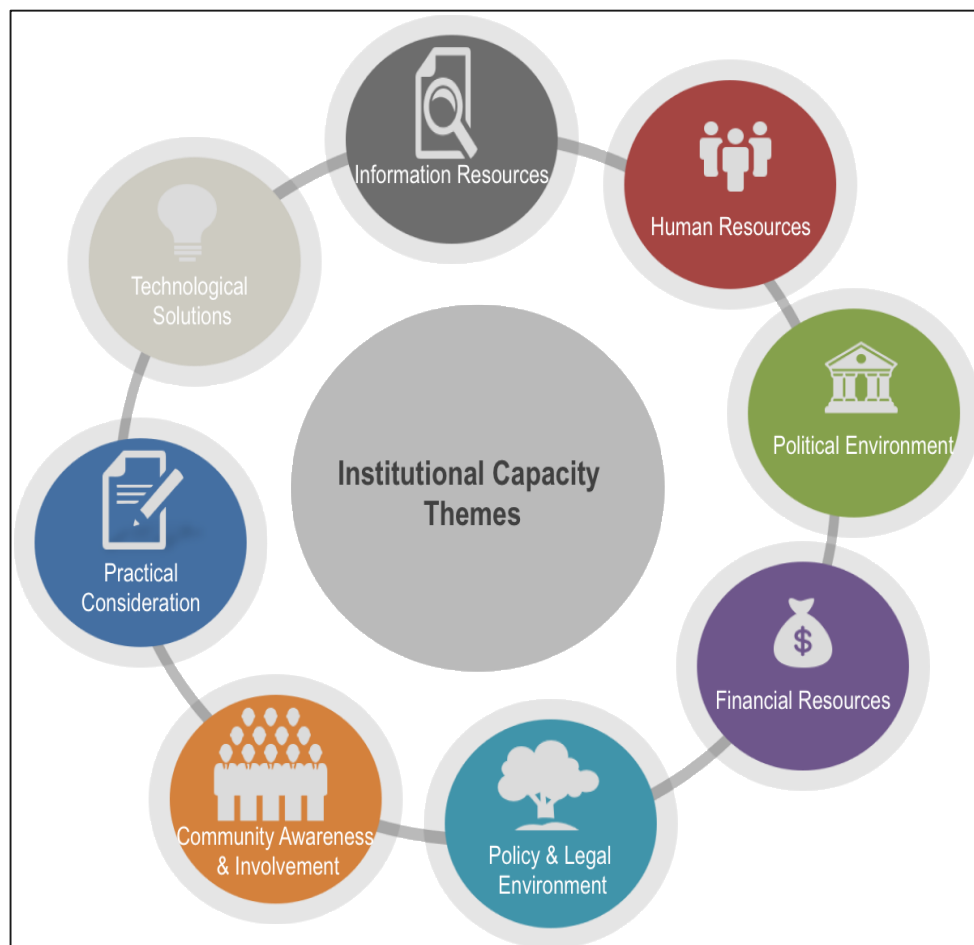 Information Resources
Human Resources
Political Environment
$
Financial Resources
Policy & Legal
Environment
Community Awareness
& Involvement
Practical
Consideration
Technological
Solutions
Institutional Capacity
Themes